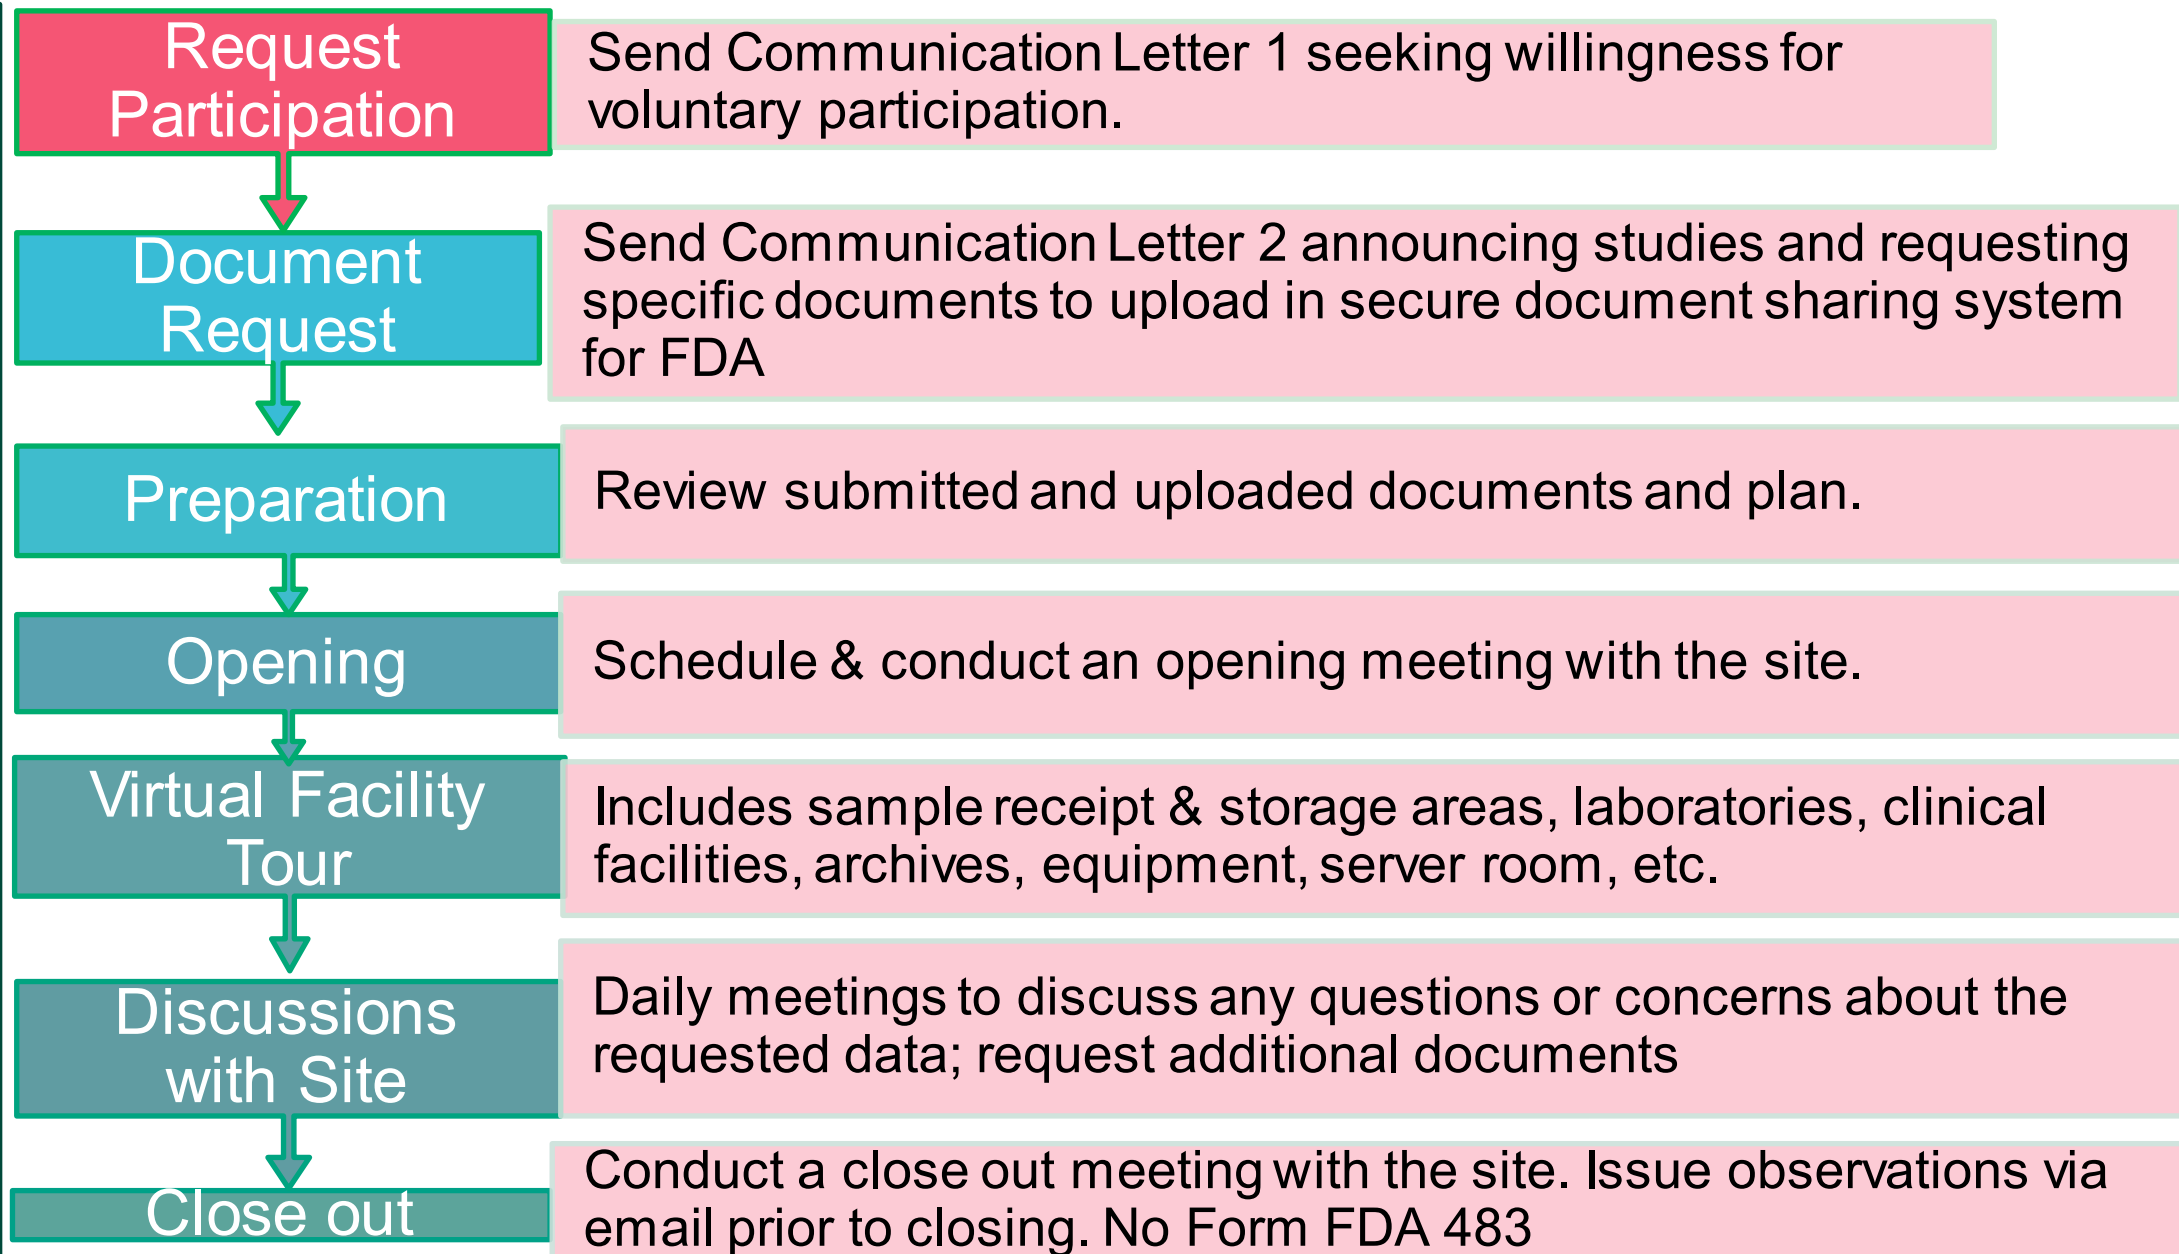 Request
Participation
Send Communication Letter 1 seeking willingness for
voluntary participation.
Document
Request
Send Communication Letter 2 announcing studies and requesting
specific documents to upload in secure document sharing system
for FDA
Preparation
Review submitted and uploaded documents and plan.
Opening
Schedule & conduct an opening meeting with the site.
Virtual Facility
Tour
Includes sample receipt & storage areas, laboratories, clinical
facilities, archives, equipment, server room, etc.
Discussions
with Site
Daily meetings to discuss any questions or concerns about the
requested data; request additional documents
Close out
Conduct a close out meeting with the site. Issue observations via
email prior to closing. No Form FDA 483